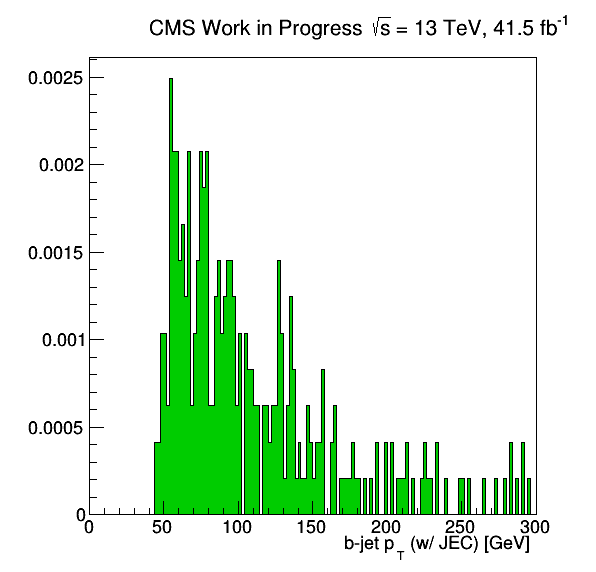 CMS Work in Progress √s = 13 TeV, 41.5 fb⁻¹
0.0025
0.002
0.0015
0.001
0.0005
0
0 50 100 150 200 250 300
b-jet p_T (w/ JEC) [GeV]